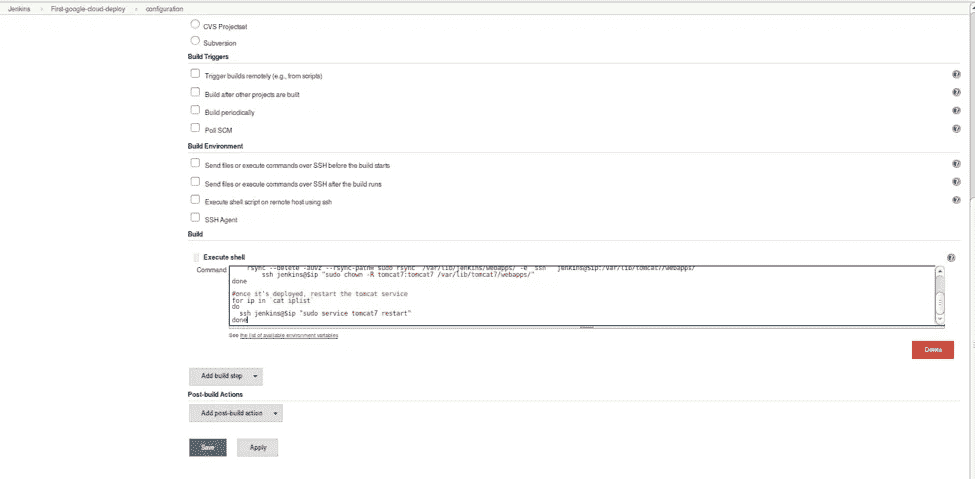 Jenkins › First-google-cloud-deploy › configuration
CVS Projectset
Subversion
Build Triggers
Trigger builds remotely (e.g., from scripts)
Build after other projects are built
Build periodically
Poll SCM
Build Environment
Send files or execute commands over SSH before the build starts
Send files or execute commands over SSH after the build runs
Execute shell script on remote host using ssh
SSH Agent
Build
Execute shell
Command
rsync --delete -abvz --rsync-path= sudo rsync /var/lib/jenkins/webapps/ -e ssh jenkins@$ip:/var/lib/tomcat7/webapps/
ssh jenkins@$ip "sudo chown -R tomcat7:tomcat7 /var/lib/tomcat7/webapps/"
done
#once it's deployed, restart the tomcat service
for ip in `cat iplist`
do
ssh jenkins@$ip "sudo service tomcat7 restart"
done
See the list of available environment variables
Delete
Add build step
Post-build Actions
Add post-build action
Save Apply